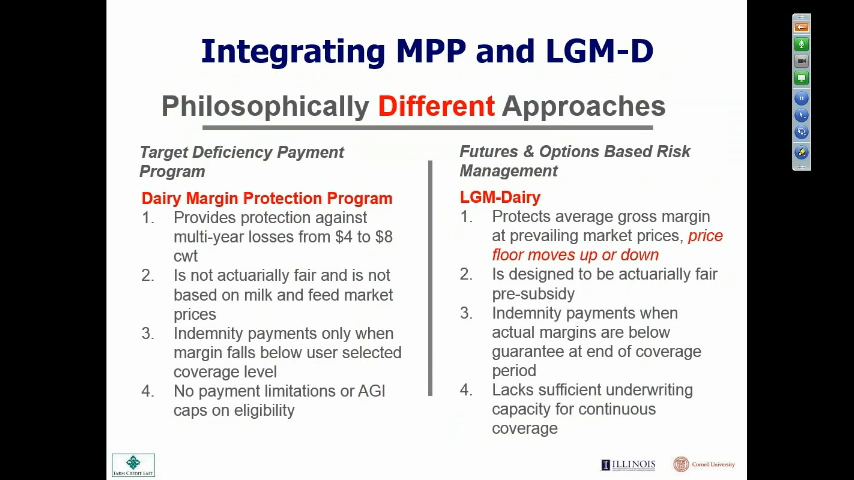 Integrating MPP and LGM-D
Philosophically Different Approaches
Target Deficiency Payment
Program
Dairy Margin Protection Program
1. Provides protection against
multi-year losses from $4 to $8
cwt
2. Is not actuarially fair and is not
based on milk and feed market
prices
3. Indemnity payments only when
margin falls below user selected
coverage level
4. No payment limitations or AGI
caps on eligibility
Futures & Options Based Risk
Management
LGM-Dairy
1. Protects average gross margin
at prevailing market prices, price
floor moves up or down
2. Is designed to be actuarially fair
pre-subsidy
3. Indemnity payments when
actual margins are below
guarantee at end of coverage
period
4. Lacks sufficient underwriting
capacity for continuous
coverage
FARM CREDIT EAST
ILLINOIS
Cornell University